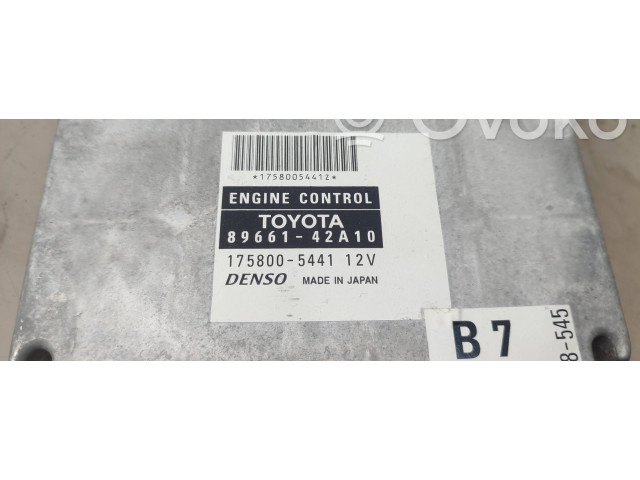 Ovoko
*1758005441Z*
ENGINE CONTROL
TOYOTA
89661-42A10
175800-5441 12V
DENSO MADE IN JAPAN
B7
8-545